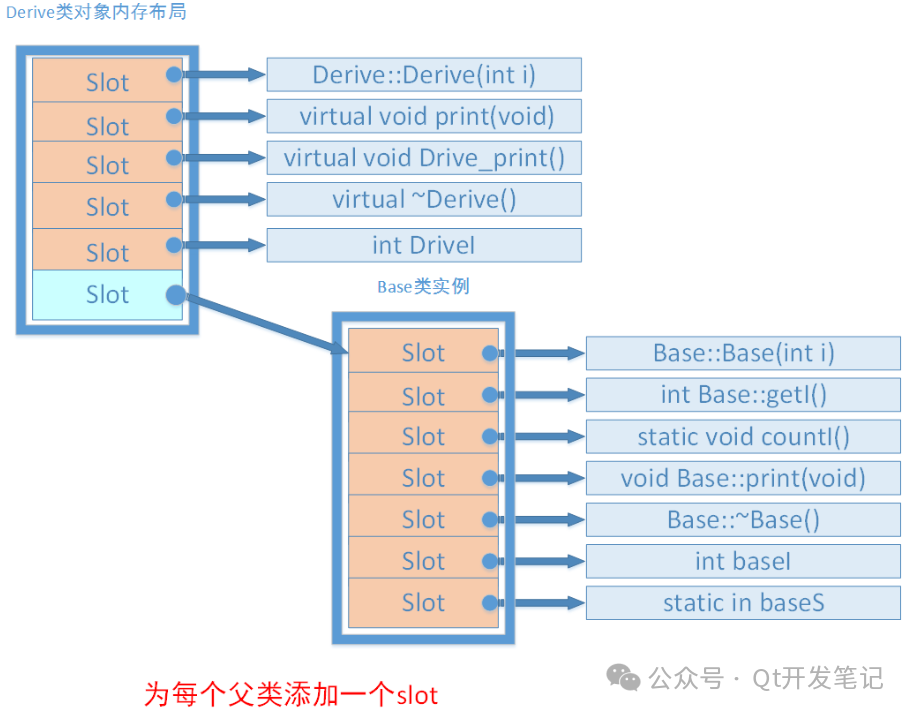 Derive类对象内存布局
Slot
Derive::Derive(int i)
Slot
virtual void print(void)
Slot
virtual void Drive_print()
Slot
virtual ~Derive()
Slot
int DriveI
Slot
Base类实例
Slot
Base::Base(int i)
Slot
int Base::getI()
Slot
static void countI()
Slot
void Base::print(void)
Slot
Base::~Base()
Slot
int baseI
Slot
static in baseS
为每个父类添加一个slot
公众号 · Qt开发笔记